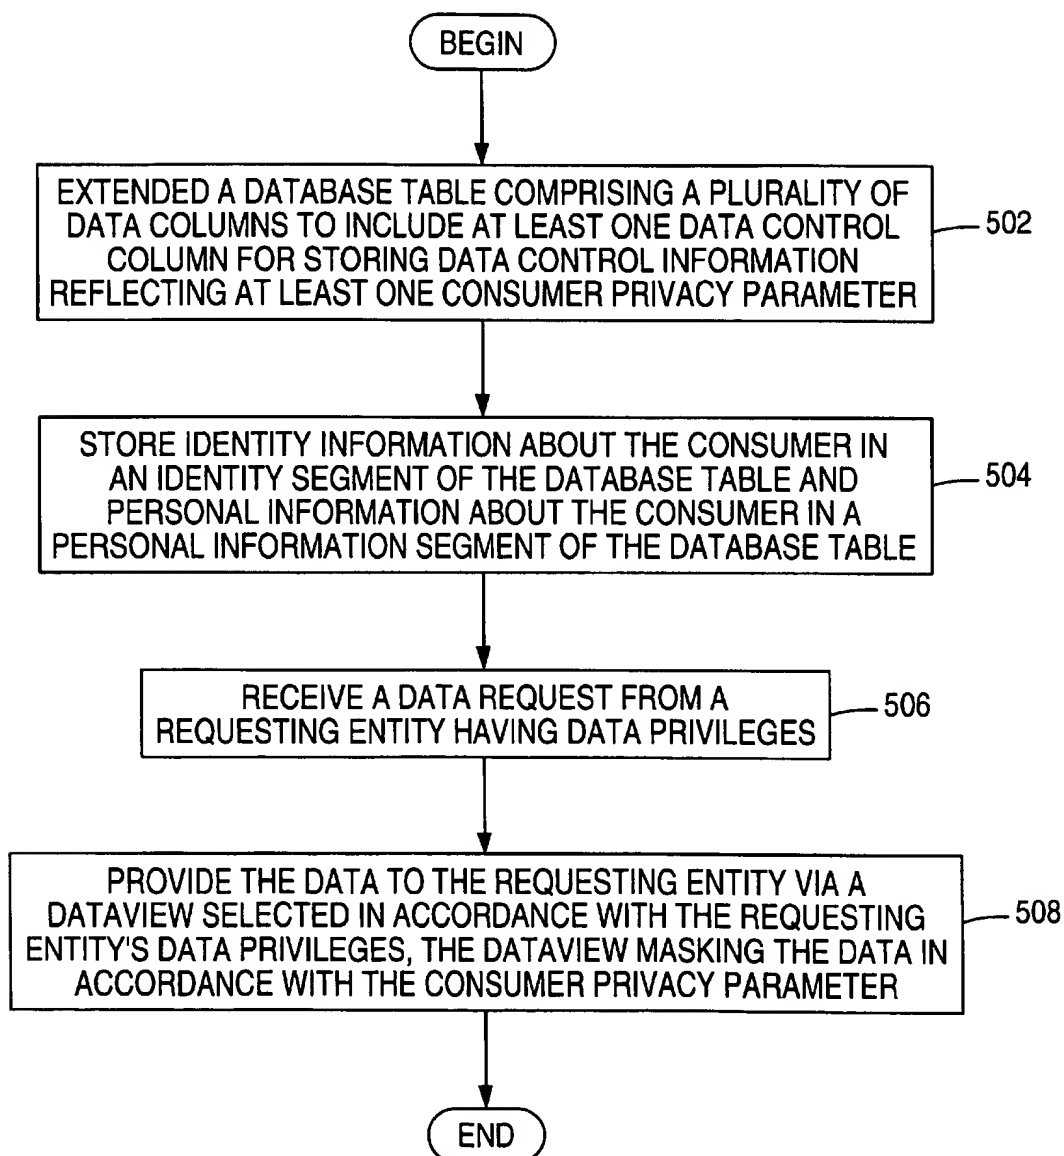 BEGIN
EXTENDED A DATABASE TABLE COMPRISING A PLURALITY OF
DATA COLUMNS TO INCLUDE AT LEAST ONE DATA CONTROL
COLUMN FOR STORING DATA CONTROL INFORMATION
REFLECTING AT LEAST ONE CONSUMER PRIVACY PARAMETER
502
STORE IDENTITY INFORMATION ABOUT THE CONSUMER IN
AN IDENTITY SEGMENT OF THE DATABASE TABLE AND
PERSONAL INFORMATION ABOUT THE CONSUMER IN A
PERSONAL INFORMATION SEGMENT OF THE DATABASE TABLE
504
RECEIVE A DATA REQUEST FROM A
REQUESTING ENTITY HAVING DATA PRIVILEGES
506
PROVIDE THE DATA TO THE REQUESTING ENTITY VIA A
DATAVIEW SELECTED IN ACCORDANCE WITH THE REQUESTING
ENTITY'S DATA PRIVILEGES, THE DATAVIEW MASKING THE DATA IN
ACCORDANCE WITH THE CONSUMER PRIVACY PARAMETER
508
END